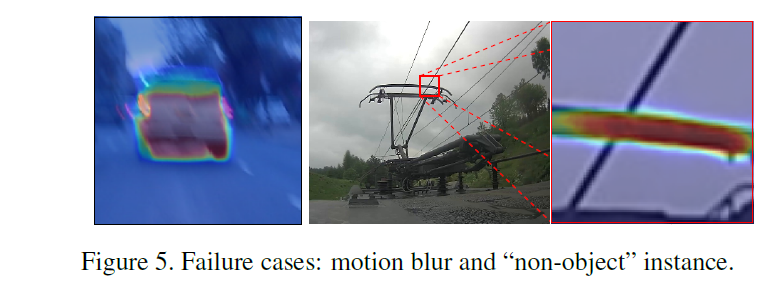 Figure 5. Failure cases: motion blur and “non-object” instance.